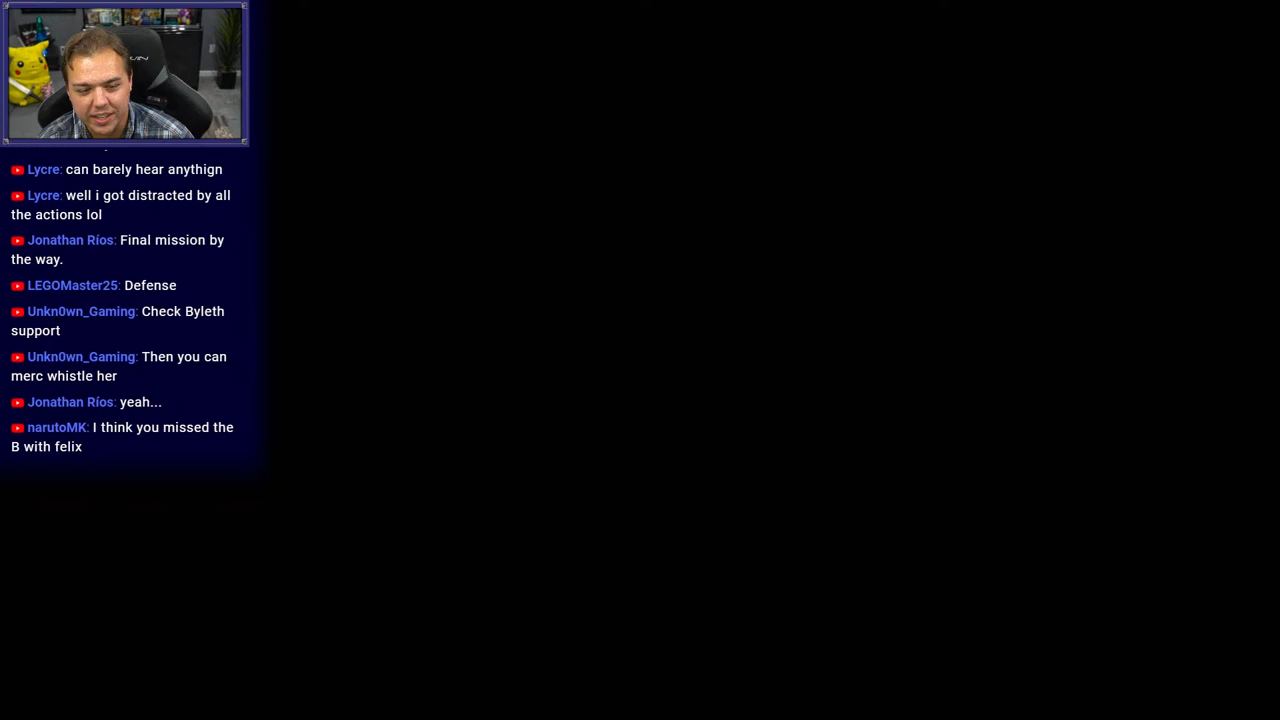 Lycre: can barely hear anythign
Lycre: well i got distracted by all
the actions lol
Jonathan Ríos: Final mission by
the way.
LEGOMaster25: Defense
Unkn0wn_Gaming: Check Byleth
support
Unkn0wn_Gaming: Then you can
merc whistle her
Jonathan Ríos: yeah...
narutoMK: I think you missed the
B with felix